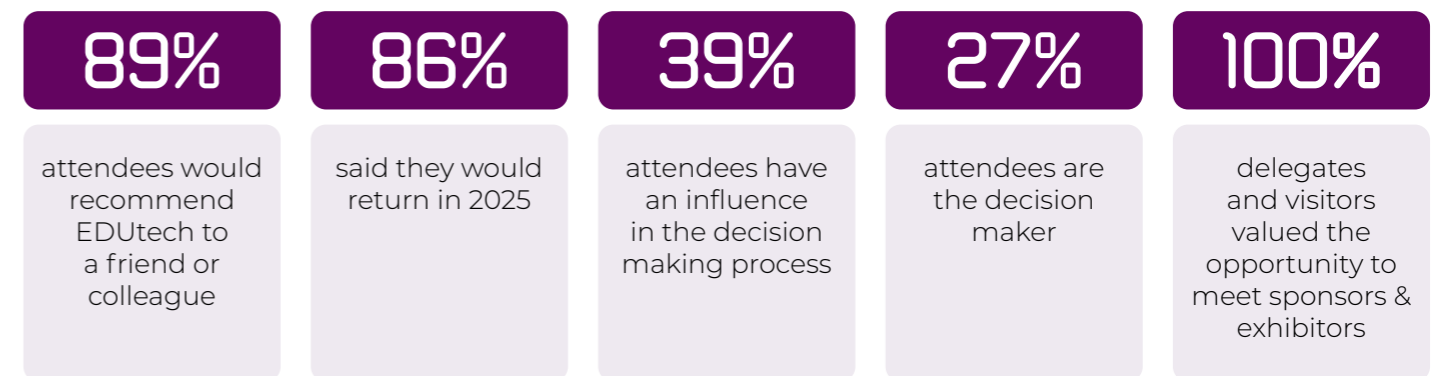 89%
attendees would
recommend
EDUtech to
a friend or
colleague
86%
said they would
return in 2025
39%
attendees have
an influence
in the decision
making process
27%
attendees are
the decision
maker
100%
delegates
and visitors
valued the
opportunity to
meet sponsors &
exhibitors